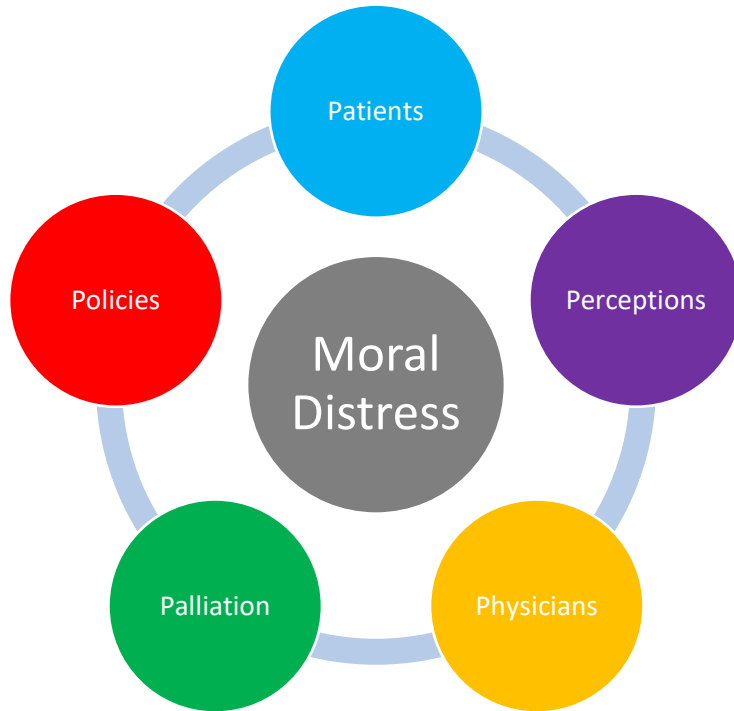 Patients
Policies
Perceptions
Moral
Distress
Palliation
Physicians